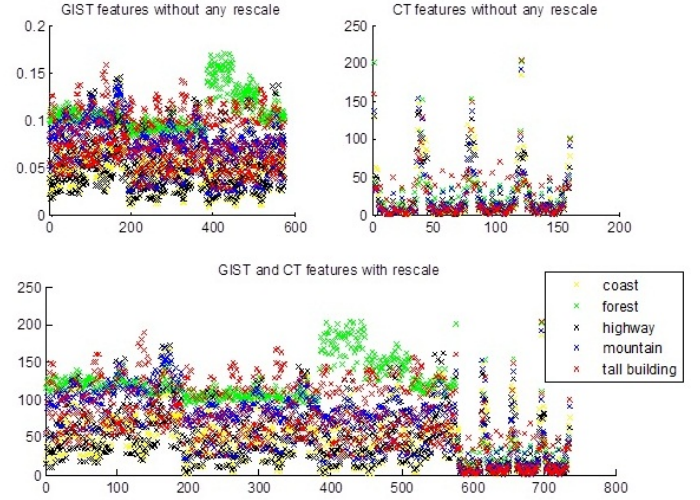 GIST features without any rescale
0.2
0.15
0.1
0.05
0
0 200 400 600
CT features without any rescale
250
200
150
100
50
0
0 50 100 150 200
GIST and CT features with rescale
250
200
150
100
50
0
0 100 200 300 400 500 600 700 800
coast
forest
highway
mountain
tall building